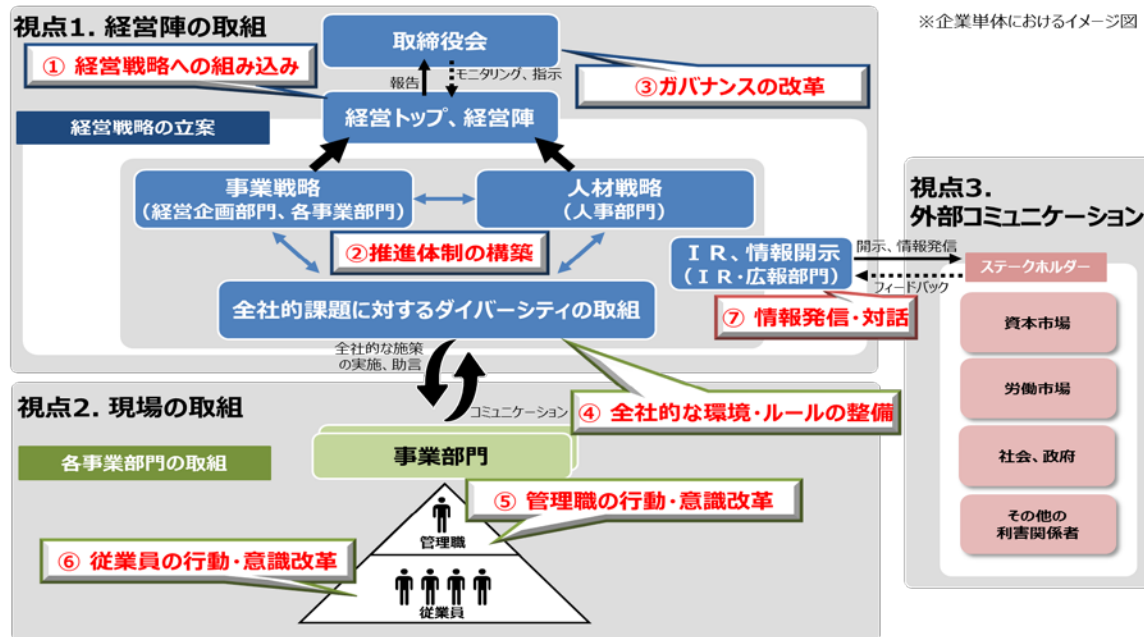 視点1. 経営陣の取組
※企業単体におけるイメージ図
取締役会
① 経営戦略への組み込み
報告
モニタリング、指示
③ガバナンスの改革
経営トップ、経営陣
経営戦略の立案
事業戦略
(経営企画部門、各事業部門)
人材戦略
(人事部門)
②推進体制の構築
全社的課題に対するダイバーシティの取組
ＩＲ、情報開示
(ＩＲ・広報部門)
⑦ 情報発信・対話
開示、情報発信
フィードバック
視点3.
外部コミュニケーション
ステークホルダー
資本市場
労働市場
社会、政府
その他の
利害関係者
全社的な施策
の実施、助言
コミュニケーション
④ 全社的な環境・ルールの整備
視点2. 現場の取組
各事業部門の取組
事業部門
⑤ 管理職の行動・意識改革
管理職
⑥ 従業員の行動・意識改革
従業員